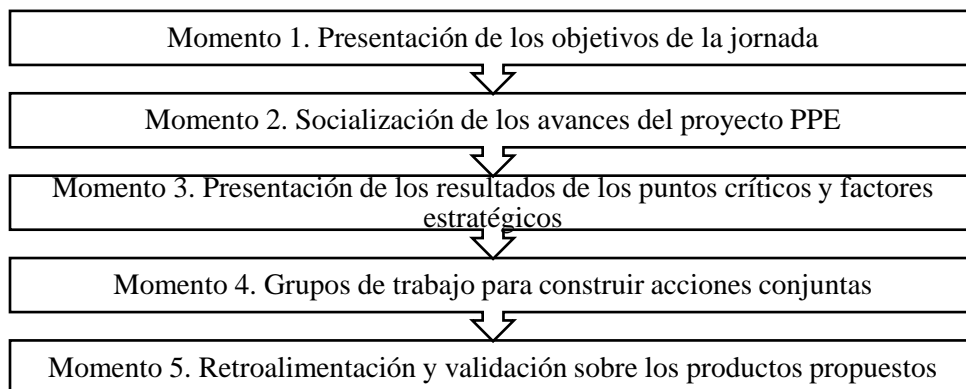 Momento 1. Presentación de los objetivos de la jornada
Momento 2. Socialización de los avances del proyecto PPE
Momento 3. Presentación de los resultados de los puntos críticos y factores
estratégicos
Momento 4. Grupos de trabajo para construir acciones conjuntas
Momento 5. Retroalimentación y validación sobre los productos propuestos